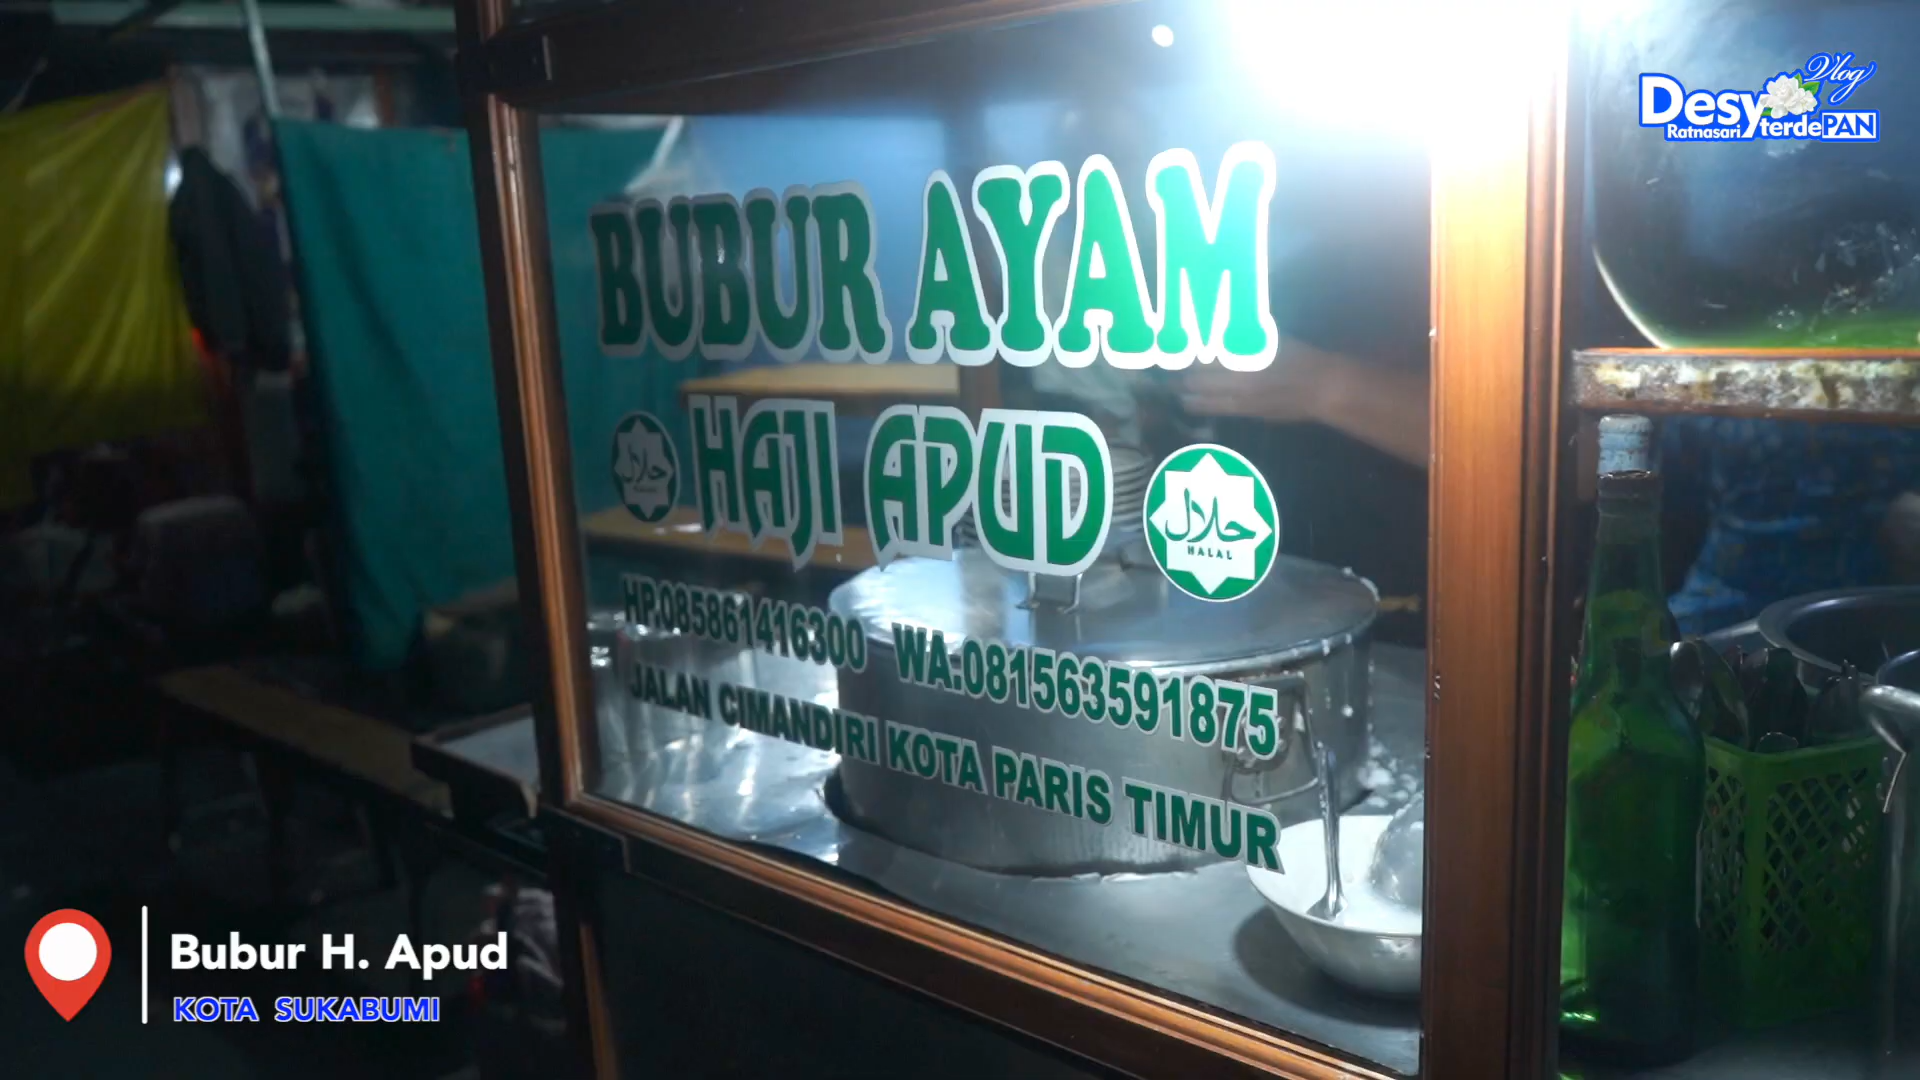 Vlog
Desy
Ratnasari terdePAN
BUBUR AYAM
حلال HAJI APUD حلال
HALAL
HP.085861416300 WA.081563591875
JALAN CIMANDIRI KOTA PARIS TIMUR
Bubur H. Apud
KOTA SUKABUMI